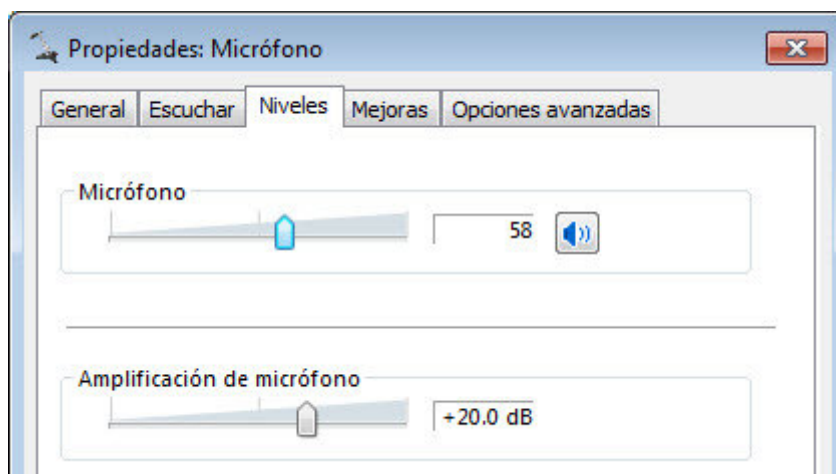 Propiedades: Micrófono
General Escuchar Niveles Mejoras Opciones avanzadas
Micrófono
58
Amplificación de micrófono
+20.0 dB